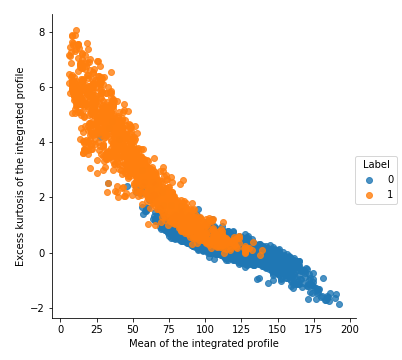 8
6
4
2
0
−2
Excess kurtosis of the integrated profile
0 25 50 75 100 125 150 175 200
Mean of the integrated profile
Label
0
1